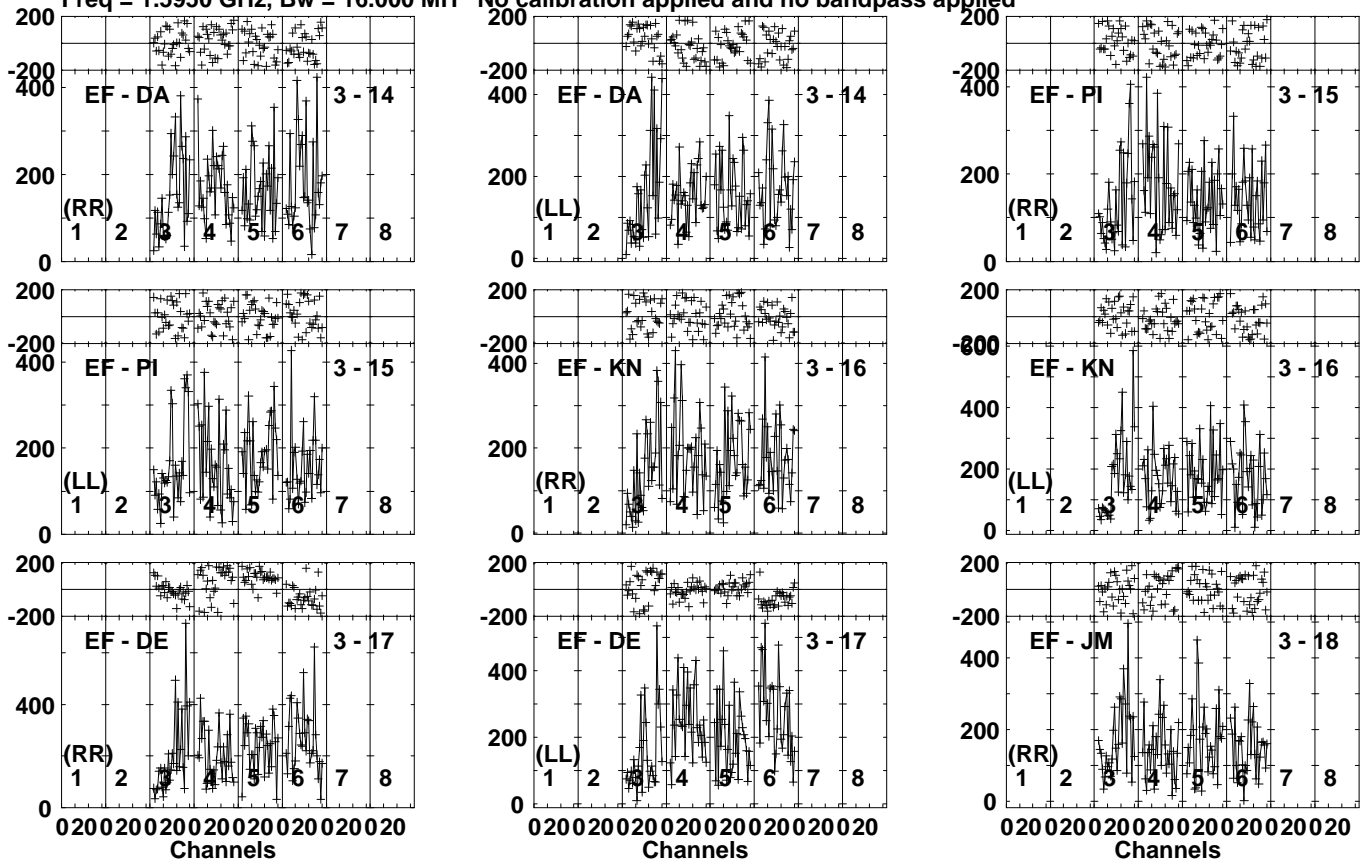 Freq = 1.5950 GHz, Bw = 16.000 MH No calibration applied and no bandpass applied
200 200 200
-200 -200 -200
400 EF - DA 3 - 14 400 EF - DA 3 - 14 400 EF - PI 3 - 15
200 200 200
(RR) (LL) (RR)
1 2 3 4 5 6 7 8 1 2 3 4 5 6 7 8 1 2 3 4 5 6 7 8
0 0 0
200 200 200
-200 -200 -200
600
400 EF - PI 3 - 15 400 EF - KN 3 - 16 EF - KN 3 - 16
400
200 200 200
(LL) (RR) (LL)
1 2 3 4 5 6 7 8 1 2 3 4 5 6 7 8 1 2 3 4 5 6 7 8
0 0 0
200 200 200
-200 -200 -200
EF - DE 3 - 17 EF - DE 3 - 17 EF - JM 3 - 18
400 400 400
200 200
(RR) (LL) (RR)
1 2 3 4 5 6 7 8 1 2 3 4 5 6 7 8 1 2 3 4 5 6 7 8
0 0 0
0 20 0 20 0 20 0 20 0 20 0 20 0 20 0 20 0 20 0 20 0 20 0 20 0 20 0 20 0 20 0 20 0 20 0 20 0 20 0 20 0 20 0 20 0 20 0 20
Channels Channels Channels